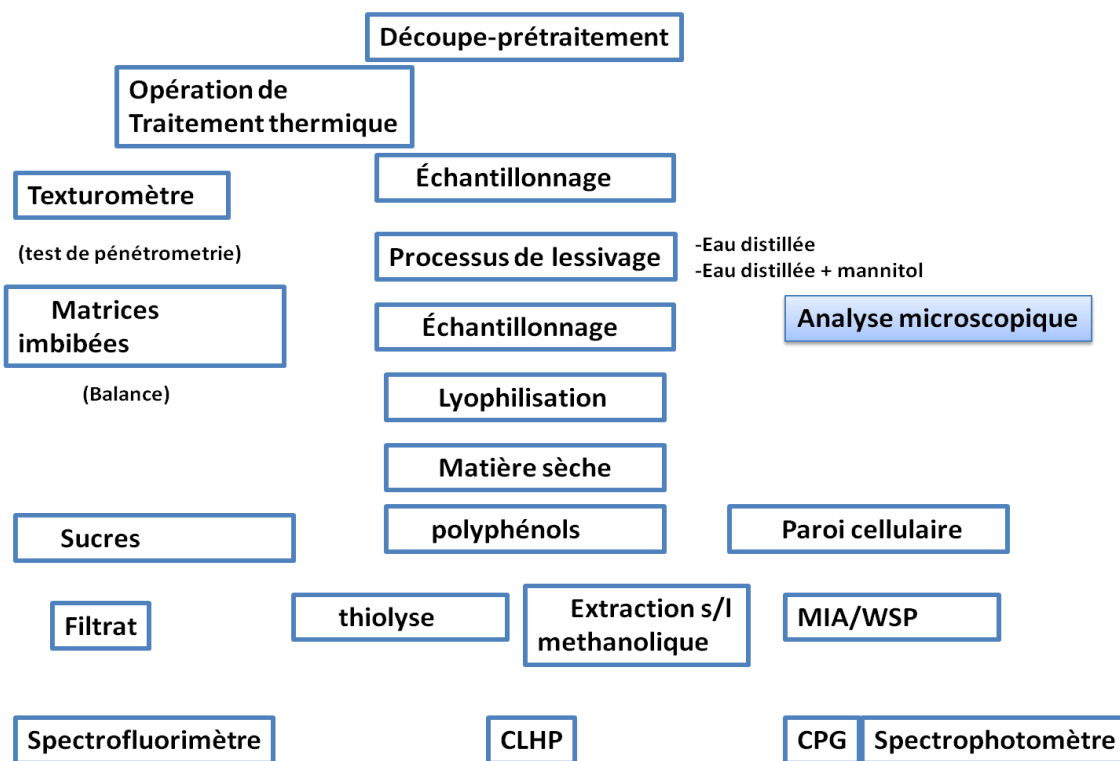 Découpe-prétraitement
Opération de
Traitement thermique
Échantillonnage
Texturomètre
(test de pénétrometrie)
Processus de lessivage
-Eau distillée
-Eau distillée + mannitol
Matrices
imbibées
Échantillonnage
Analyse microscopique
(Balance)
Lyophilisation
Matière sèche
Sucres
polyphénols
Paroi cellulaire
Filtrat
thiolyse
Extraction s/l
methanolique
MIA/WSP
Spectrofluorimètre
CLHP
CPG
Spectrophotomètre